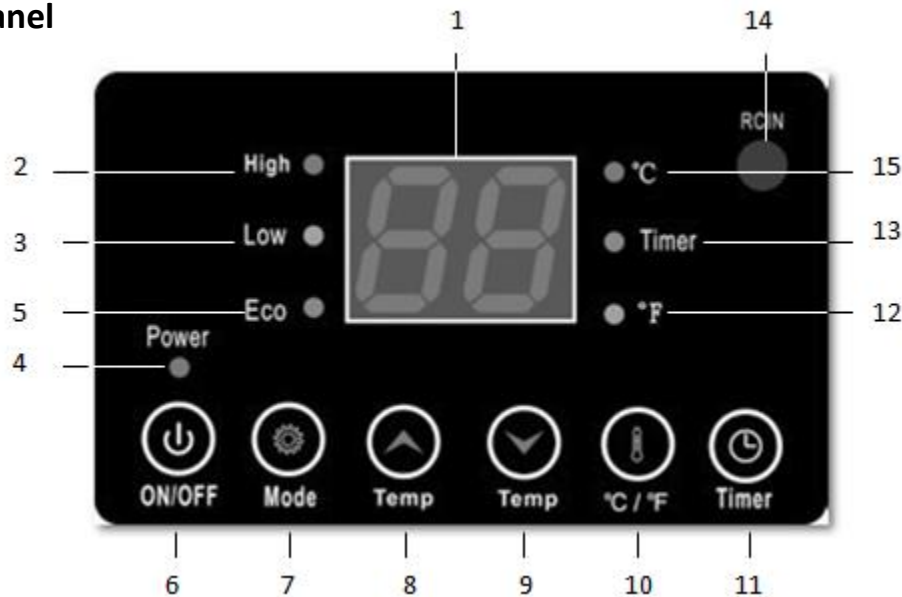 anel
1
14
RCIN
2
High
°C
15
3
Low
Timer
13
5
Eco
°F
12
Power
4
ON/OFF
Mode
Temp
Temp
°C / °F
Timer
6
7
8
9
10
11